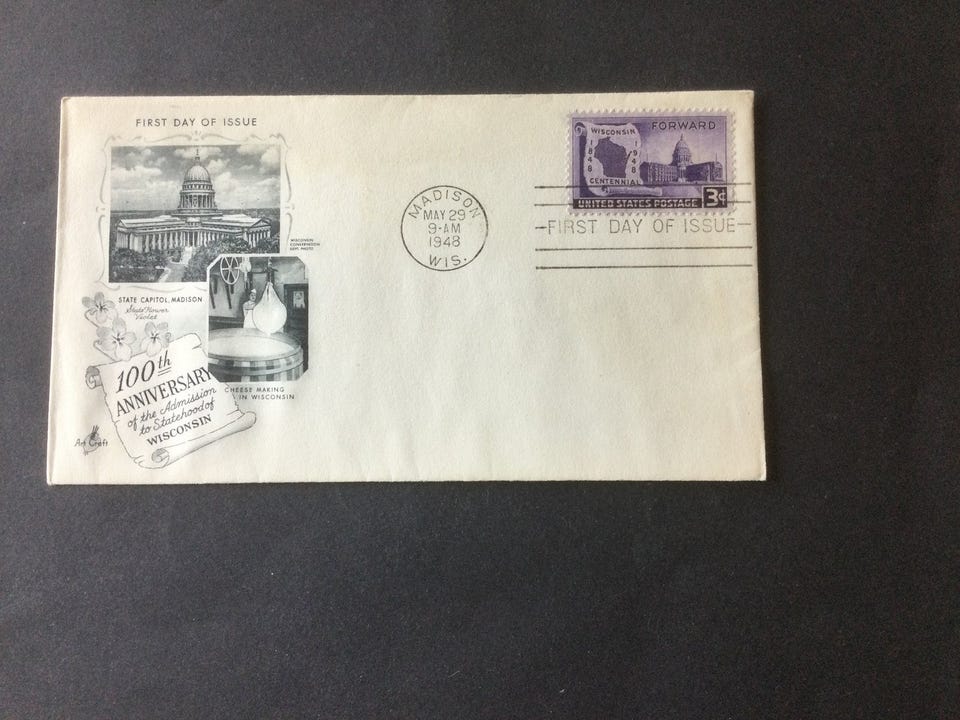 FIRST DAY OF ISSUE
WISCONSIN
CONSERVATION
DEPT. PHOTO
STATE CAPITOL, MADISON
State Flower
Violet
CHEESE MAKING
IN WISCONSIN
100th
ANNIVERSARY
of the Admission
to Statehood of
WISCONSIN
Art Craft
MADISON
MAY 29
9-AM
1948
WIS.
WISCONSIN
FORWARD
1848
1948
CENTENNIAL
UNITED STATES POSTAGE 3¢
FIRST DAY OF ISSUE